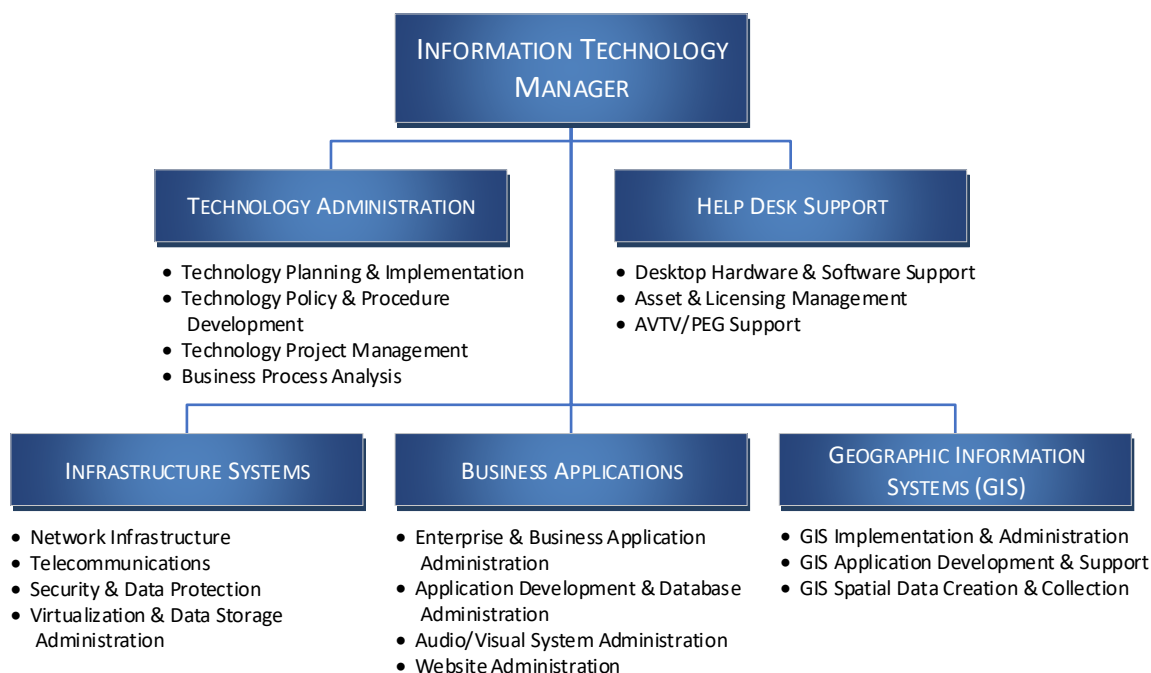 INFORMATION TECHNOLOGY
MANAGER
TECHNOLOGY ADMINISTRATION
• Technology Planning & Implementation
• Technology Policy & Procedure
Development
• Technology Project Management
• Business Process Analysis
HELP DESK SUPPORT
• Desktop Hardware & Software Support
• Asset & Licensing Management
• AVTV/PEG Support
INFRASTRUCTURE SYSTEMS
• Network Infrastructure
• Telecommunications
• Security & Data Protection
• Virtualization & Data Storage
Administration
BUSINESS APPLICATIONS
• Enterprise & Business Application
Administration
• Application Development & Database
Administration
• Audio/Visual System Administration
• Website Administration
GEOGRAPHIC INFORMATION
SYSTEMS (GIS)
• GIS Implementation & Administration
• GIS Application Development & Support
• GIS Spatial Data Creation & Collection